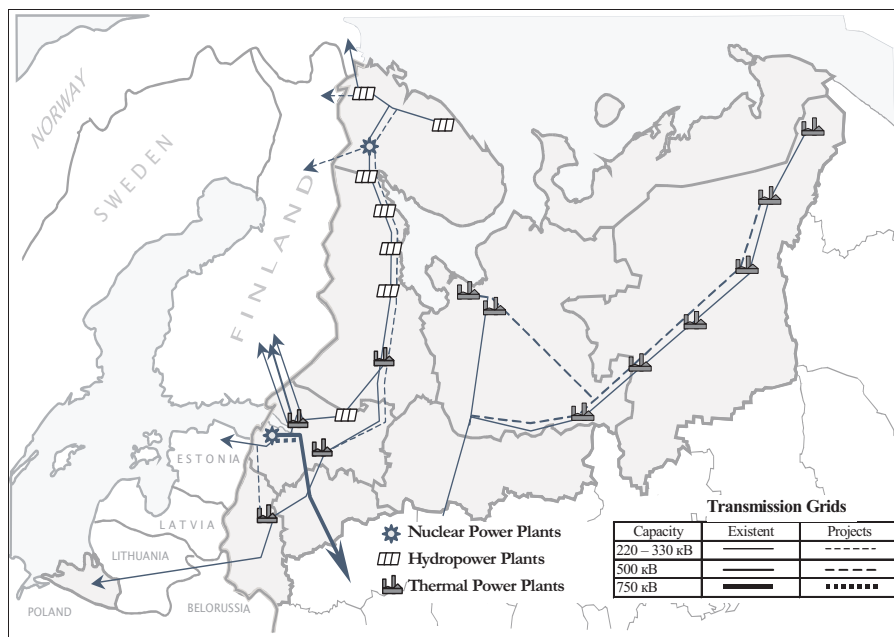 NORWAY
SWEDEN
FINLAND
ESTONIA
LATVIA
LITHUANIA
POLAND
BELORUSSIA
Nuclear Power Plants
Hydropower Plants
Thermal Power Plants
Transmission Grids
Capacity Existent Projects
220 – 330 кВ
500 кВ
750 кВ